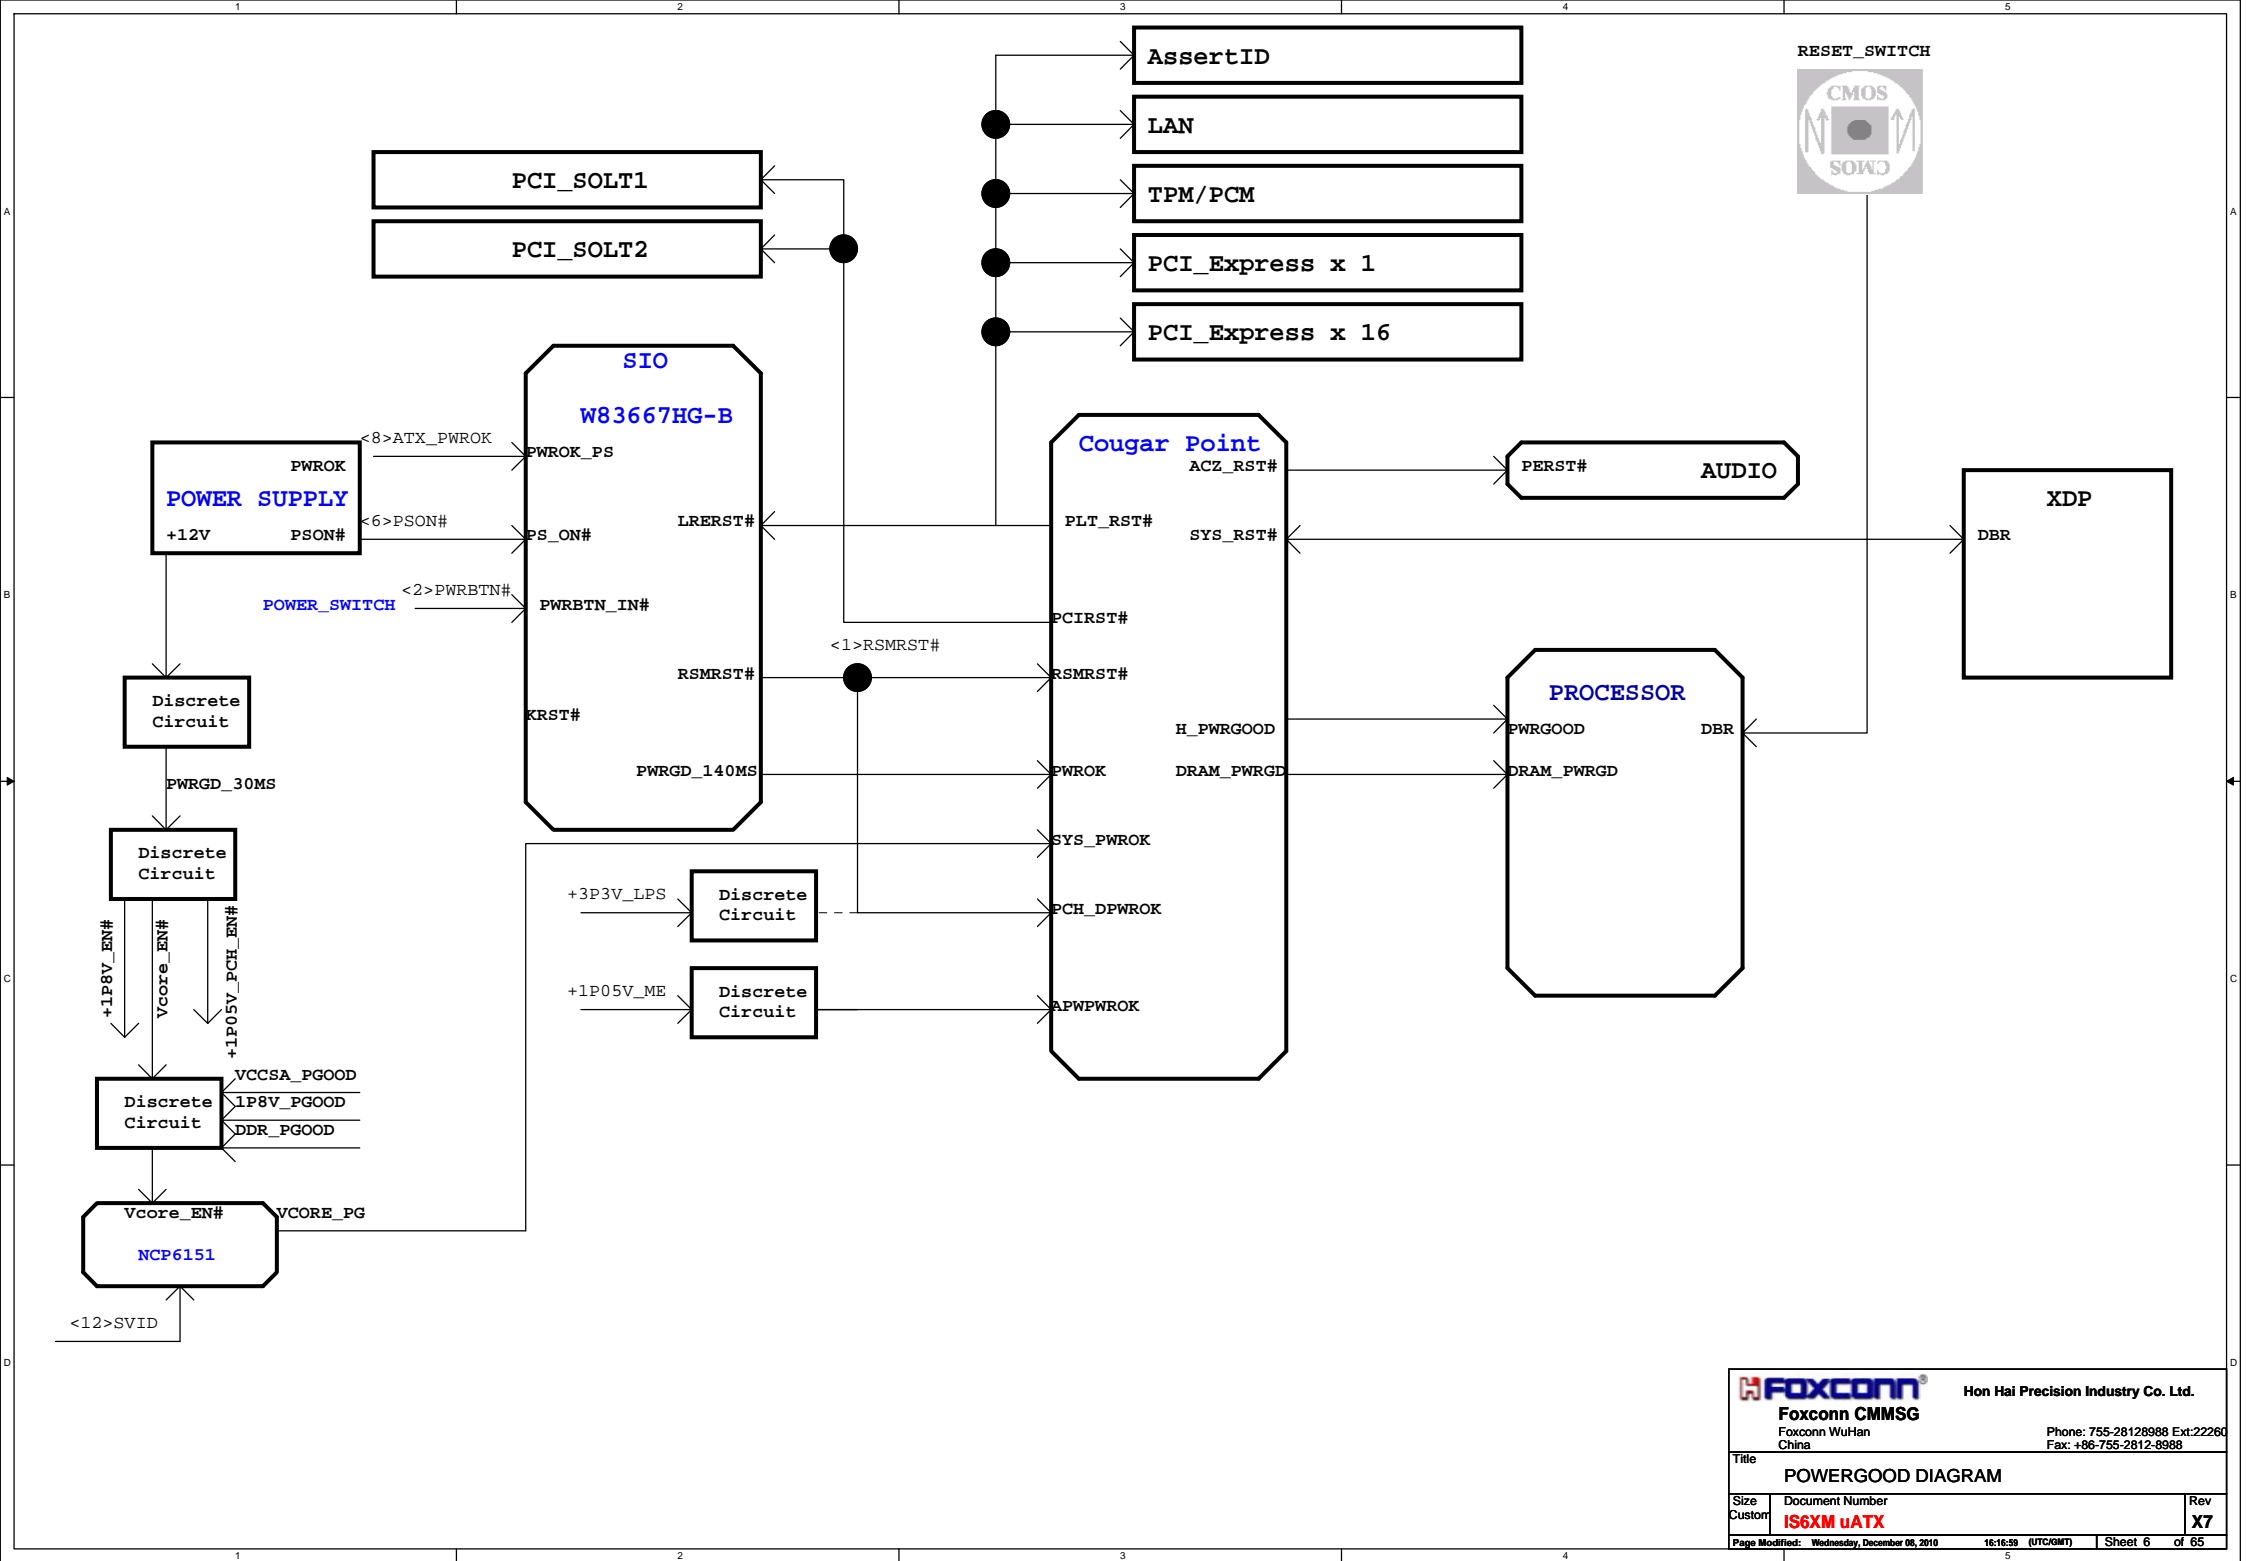 1
2
3
4
5
A
B
C
D
A
B
C
D
AssertID
LAN
TPM/PCM
PCI_Express x 1
PCI_Express x 16
RESET_SWITCH
CMOS
CMOS
PCI_SOLT1
PCI_SOLT2
SIO
W83667HG-B
PWROK_PS
PS_ON#
LRERST#
PWRBTN_IN#
RSMRST#
KRST#
PWRGD_140MS
<8>ATX_PWROK
PWROK
POWER SUPPLY
+12V
PSON#
<6>PSON#
<2>PWRBTN#
POWER_SWITCH
<1>RSMRST#
Cougar Point
ACZ_RST#
PLT_RST#
SYS_RST#
PCIRST#
RSMRST#
H_PWRGOOD
PWROK
DRAM_PWRGD
SYS_PWROK
PCH_DPWROK
APWPWROK
PERST#
AUDIO
XDP
DBR
PROCESSOR
PWRGOOD
DBR
DRAM_PWRGD
Discrete
Circuit
PWRGD_30MS
Discrete
Circuit
+1P8V_EN#
Vcore_EN#
+1P05V_PCH_EN#
+3P3V_LPS
Discrete
Circuit
+1P05V_ME
Discrete
Circuit
Discrete
Circuit
VCCSA_PGOOD
1P8V_PGOOD
DDR_PGOOD
Vcore_EN#
VCORE_PG
NCP6151
<12>SVID
FOXCONN®
Hon Hai Precision Industry Co. Ltd.
Foxconn CMMSG
Foxconn WuHan
China
Phone: 755-28128988 Ext:22260
Fax: +86-755-2812-8988
Title
POWERGOOD DIAGRAM
Size
Custom
Document Number
IS6XM uATX
Rev
X7
Page Modified: Wednesday, December 08, 2010 16:16:59 (UTC/GMT)
Sheet 6 of 65
1
2
3
4
5